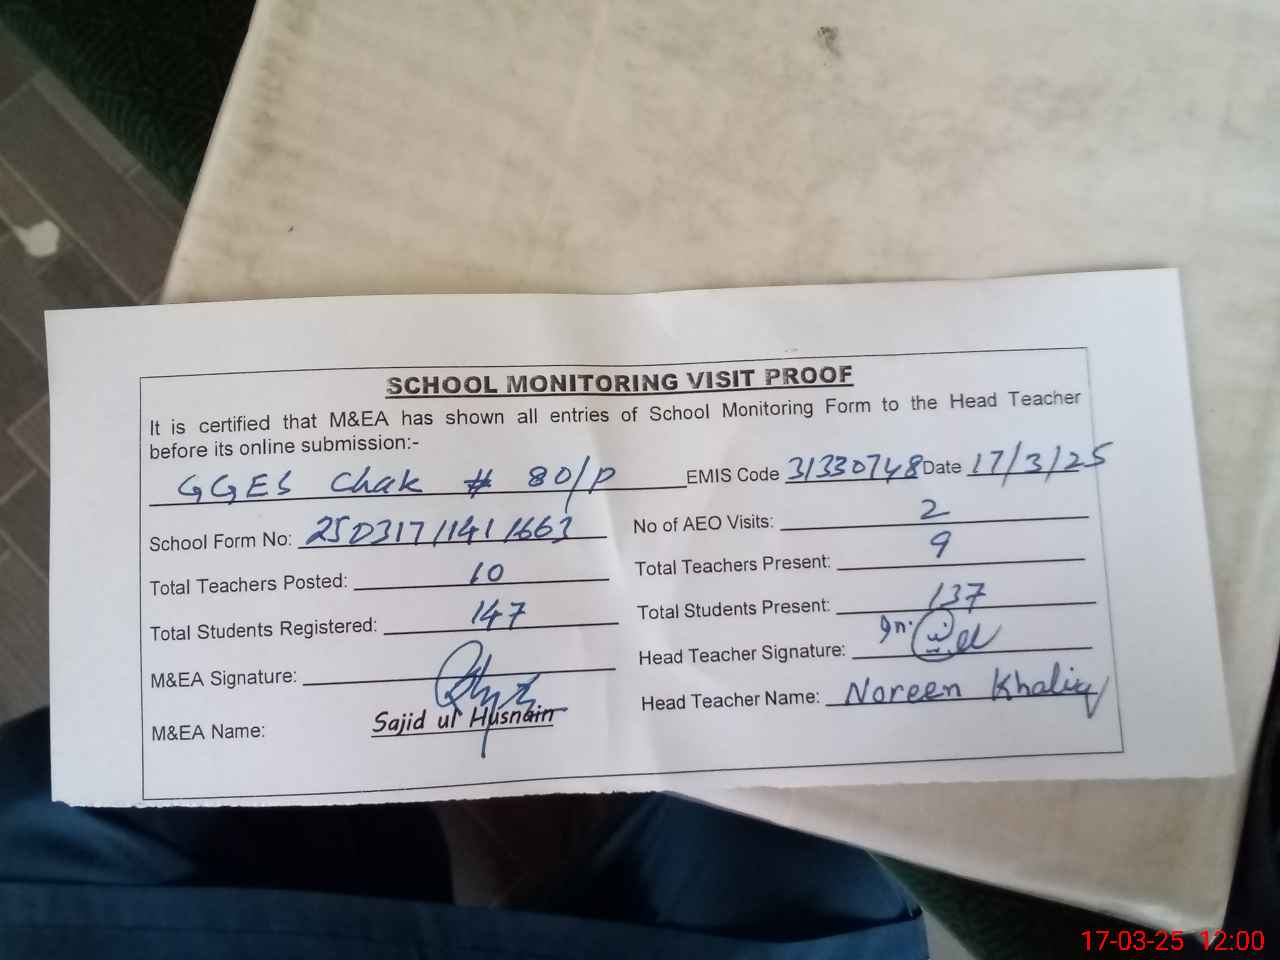 SCHOOL MONITORING VISIT PROOF
It is certified that M&EA has shown all entries of School Monitoring Form to the Head Teacher
before its online submission:-
GGES Chak # 80/P EMIS Code 31330748 Date 17/3/25
School Form No: 250317/141/663 No of AEO Visits: 2
Total Teachers Posted: 10 Total Teachers Present: 9
Total Students Registered: 147 Total Students Present: 137
M&EA Signature: Head Teacher Signature:
M&EA Name: Sajid ul Husnain Head Teacher Name: Noreen Khaliq
17-03-25 12:00